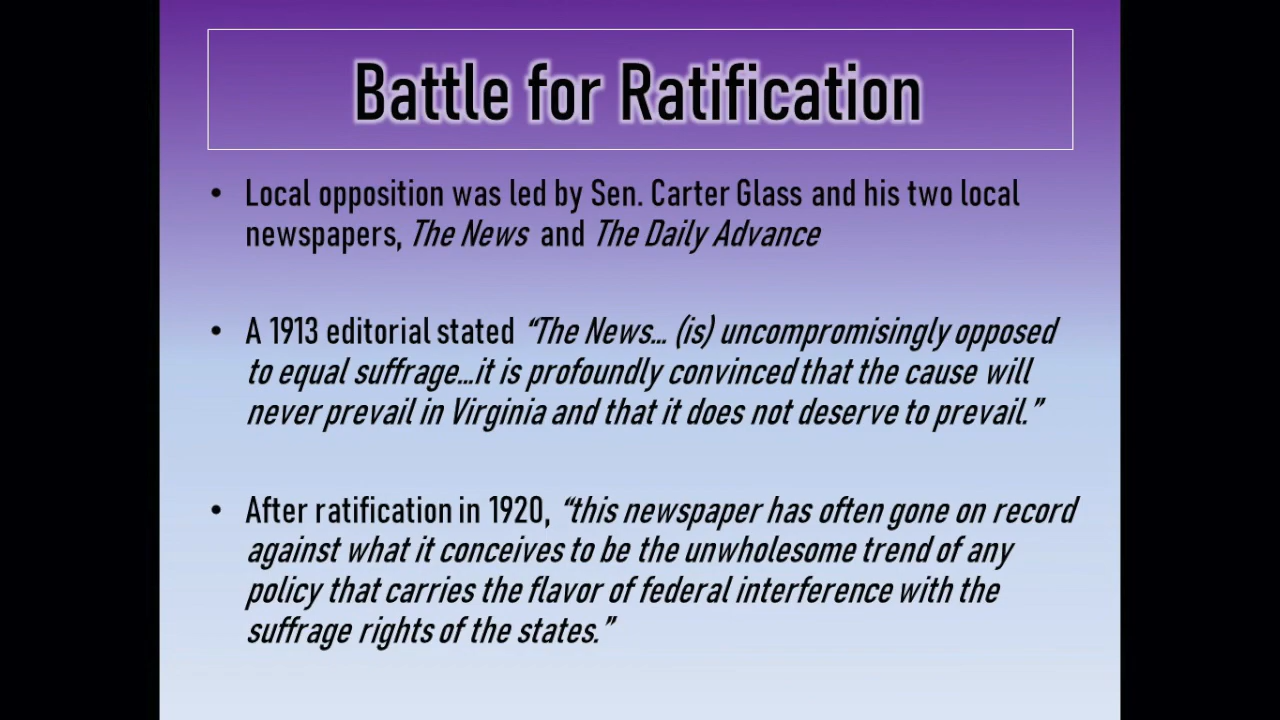 Battle for Ratification
• Local opposition was led by Sen. Carter Glass and his two local
newspapers, The News and The Daily Advance
• A 1913 editorial stated “The News... (is) uncompromisingly opposed
to equal suffrage...it is profoundly convinced that the cause will
never prevail in Virginia and that it does not deserve to prevail.”
• After ratification in 1920, “this newspaper has often gone on record
against what it conceives to be the unwholesome trend of any
policy that carries the flavor of federal interference with the
suffrage rights of the states.”